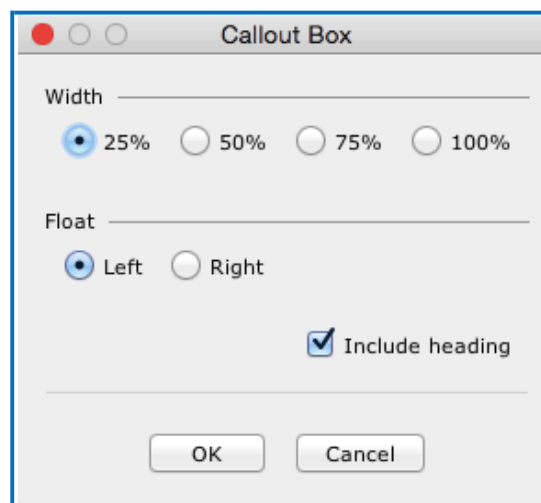 Callout Box
Width
25% 50% 75% 100%
Float
Left Right
Include heading
OK Cancel